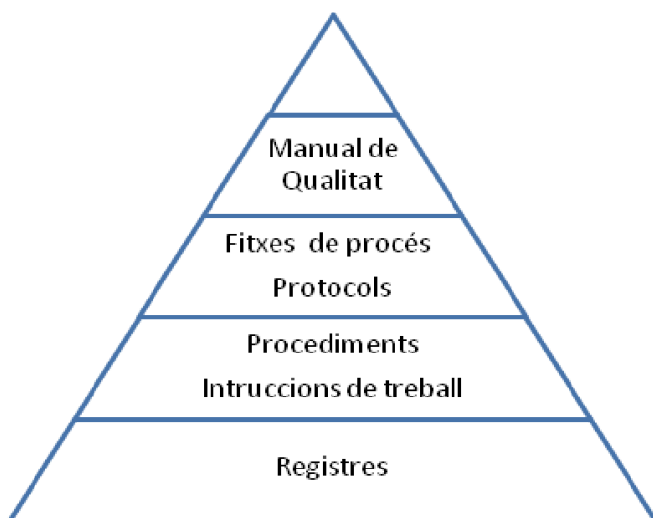 Manual de
Qualitat
Fitxes de procés
Protocols
Procediments
Intruccions de treball
Registres